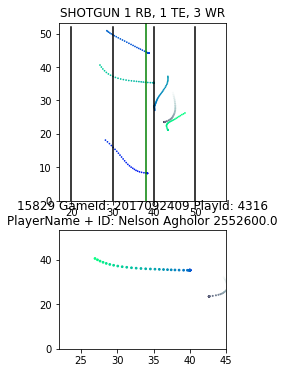 SHOTGUN 1 RB, 1 TE, 3 WR
50
40
30
20
10
0
20 30 40 50
15829 GameId: 2017092409 PlayId: 4316
PlayerName + ID: Nelson Agholor 2552600.0
40
20
0
25 30 35 40 45